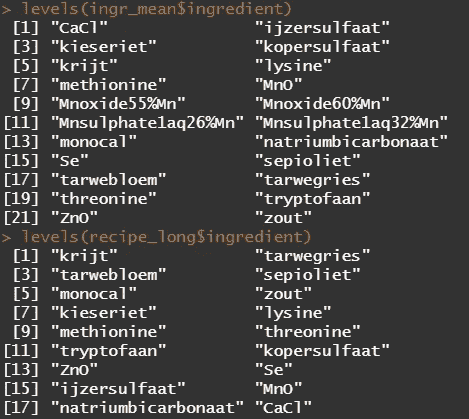 > levels(ingr_mean$ingredient)
[1] "CaCl" "ijzersulfaat"
[3] "kieseriet" "kopersulfaat"
[5] "krijt" "lysine"
[7] "methionine" "MnO"
[9] "Mnoxide55%Mn" "Mnoxide60%Mn"
[11] "Mnsulphate1aq26%Mn" "Mnsulphate1aq32%Mn"
[13] "monocal" "natriumbicarbonaat"
[15] "Se" "sepioliet"
[17] "tarwebloem" "tarwegries"
[19] "threonine" "tryptofaan"
[21] "ZnO" "zout"
> levels(recipe_long$ingredient)
[1] "krijt" "tarwegries"
[3] "tarwebloem" "sepioliet"
[5] "monocal" "zout"
[7] "kieseriet" "lysine"
[9] "methionine" "threonine"
[11] "tryptofaan" "kopersulfaat"
[13] "ZnO" "Se"
[15] "ijzersulfaat" "MnO"
[17] "natriumbicarbonaat" "CaCl"